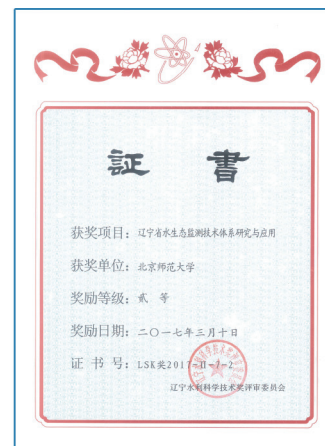 証書
获奖项目：辽宁省水生态监测技术体系研究与应用
获奖单位：北京师范大学
奖励等级：贰 等
奖励日期：二〇一七年三月十日
证 书 号：LSK奖2017-II-7-2
辽宁水利科学技术奖评审委员会